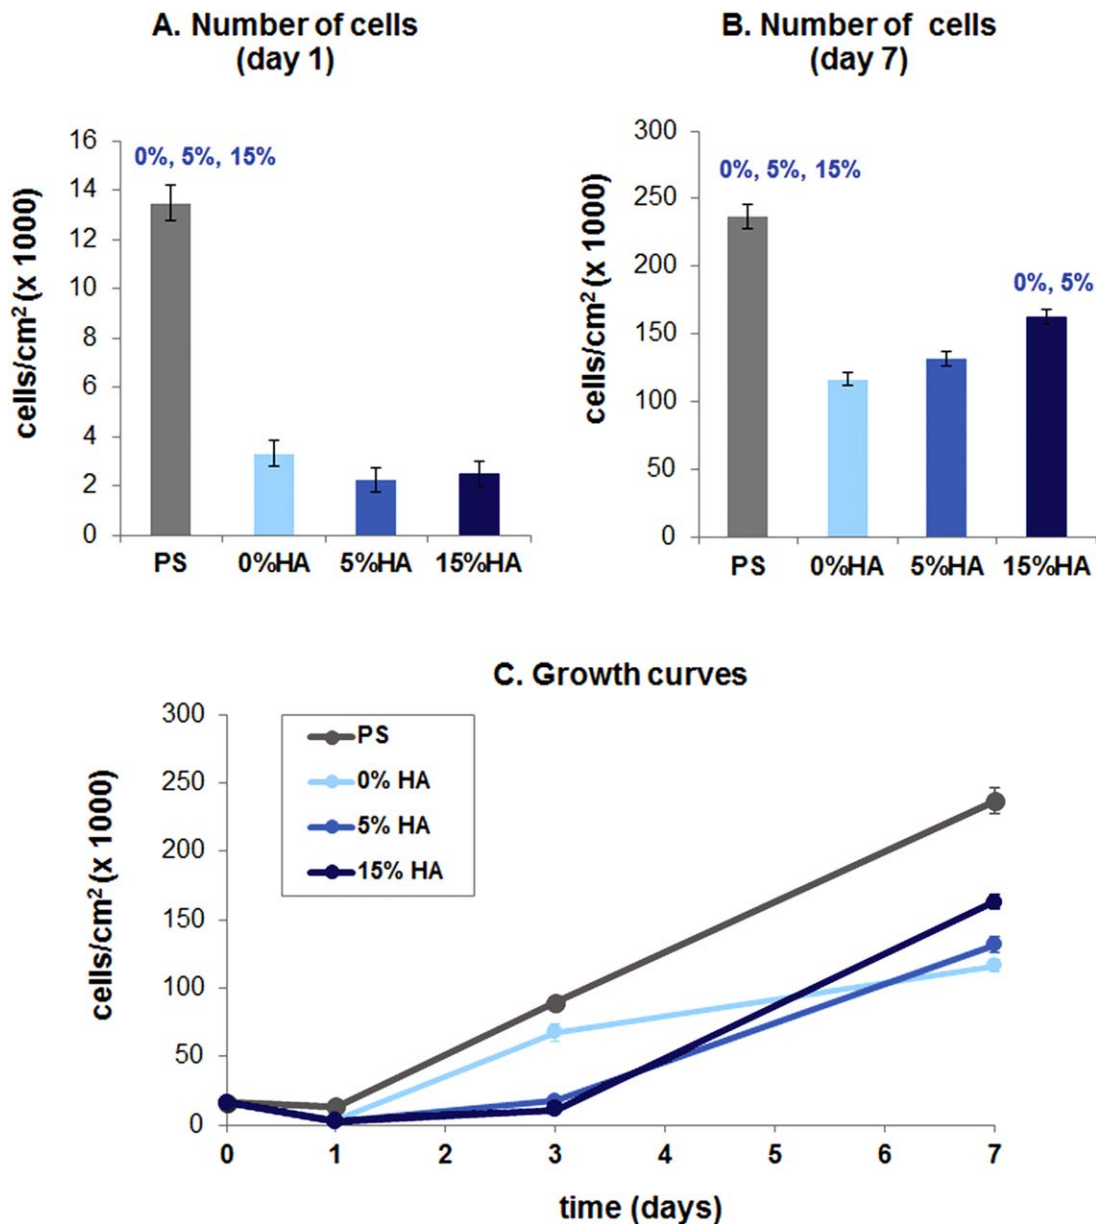 A. Number of cells
(day 1)
cells/cm² (x 1000)
16
14
12
10
8
6
4
2
0
0%, 5%, 15%
PS 0%HA 5%HA 15%HA
B. Number of cells
(day 7)
cells/cm² (x 1000)
300
250
200
150
100
50
0
0%, 5%, 15%
0%, 5%
PS 0%HA 5%HA 15%HA
C. Growth curves
cells/cm² (x 1000)
300
250
200
150
100
50
0
PS
0% HA
5% HA
15% HA
0 1 2 3 4 5 6 7
time (days)